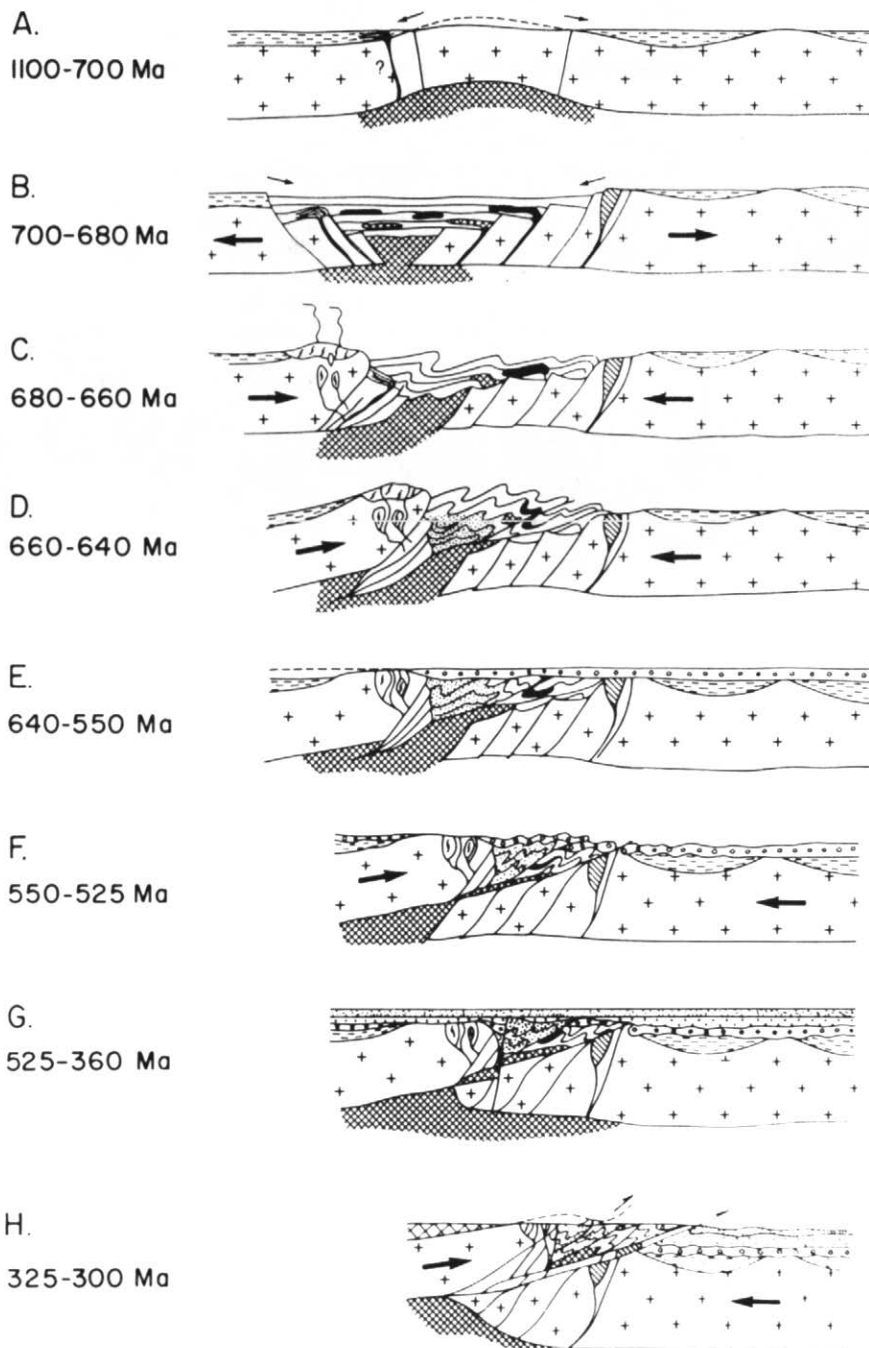 A.
1100-700 Ma
?
B.
700-680 Ma
C.
680-660 Ma
D.
660-640 Ma
E.
640-550 Ma
F.
550-525 Ma
G.
525-360 Ma
H.
325-300 Ma